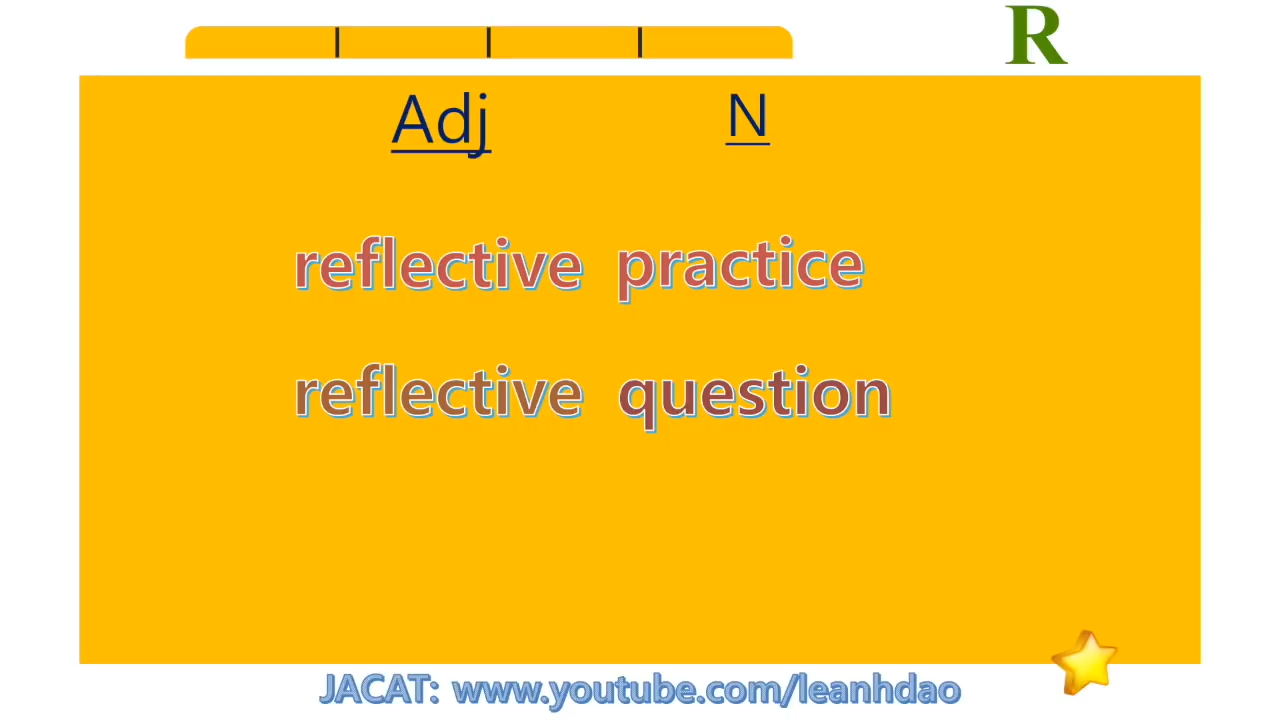 R
Adj N
reflective practice
reflective question
JACAT: www.youtube.com/leanhdao